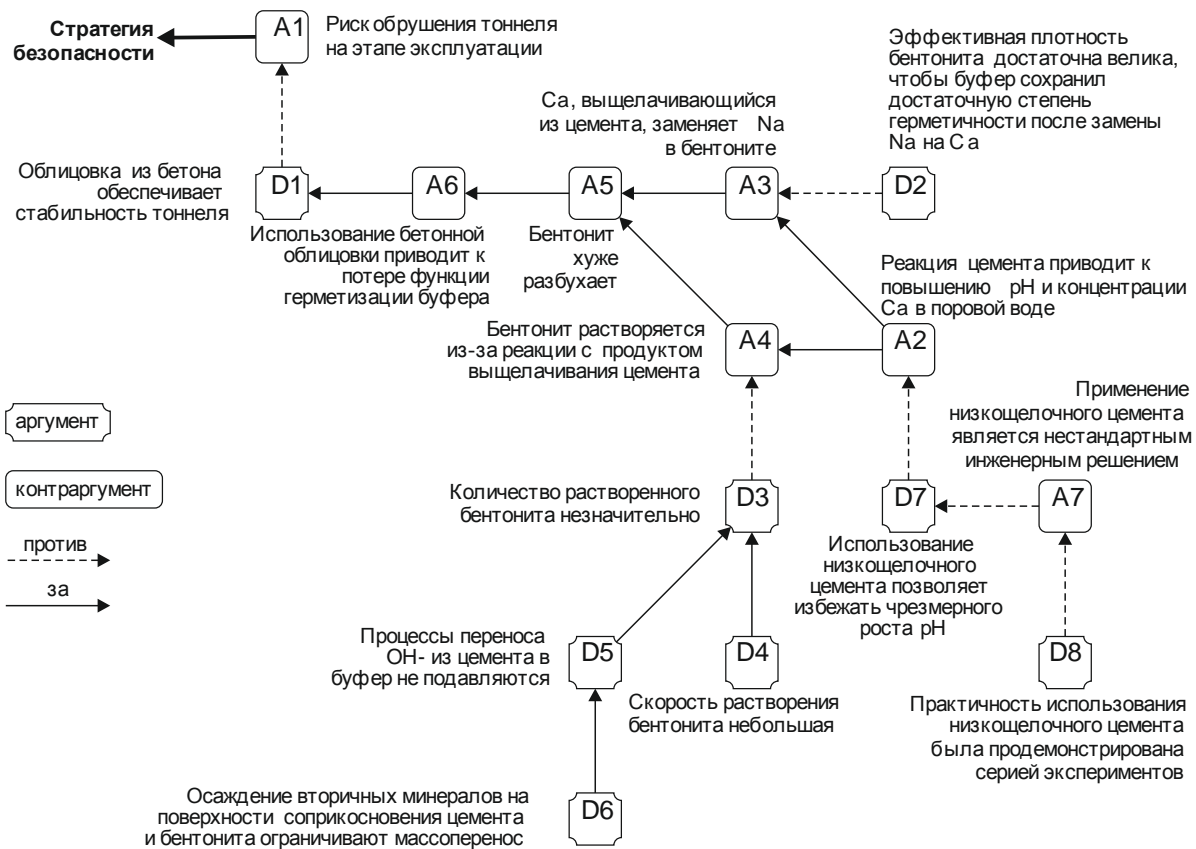 Стратегия
безопасности
A1
Риск обрушения тоннеля
на этапе эксплуатации
Эффективная плотность
бентонита достаточна велика,
чтобы буфер сохранил
достаточную степень
герметичности после замены
Na на Ca
Ca, выщелачивающийся
из цемента, заменяет Na
в бентоните
Облицовка из бетона
обеспечивает
стабильность тоннеля
D1
A6
A5
A3
D2
Использование бетонной
облицовки приводит к
потере функции
герметизации буфера
Бентонит
хуже
разбухает
Реакция цемента приводит к
повышению pH и концентрации
Ca в поровой воде
Бентонит растворяется
из-за реакции с продуктом
выщелачивания цемента
A4
A2
Применение
низкощелочного цемента
является нестандартным
инженерным решением
аргумент
контраргумент
против
за
Количество растворенного
бентонита незначительно
D3
D7
A7
Использование
низкощелочного
цемента позволяет
избежать чрезмерного
роста pH
Процессы переноса
OH- из цемента в
буфер не подавляются
D5
D4
D8
Скорость растворения
бентонита небольшая
Практичность использования
низкощелочного цемента
была продемонстрирована
серией экспериментов
Осаждение вторичных минералов на
поверхности соприкосновения цемента
и бентонита ограничивают массоперенос
D6